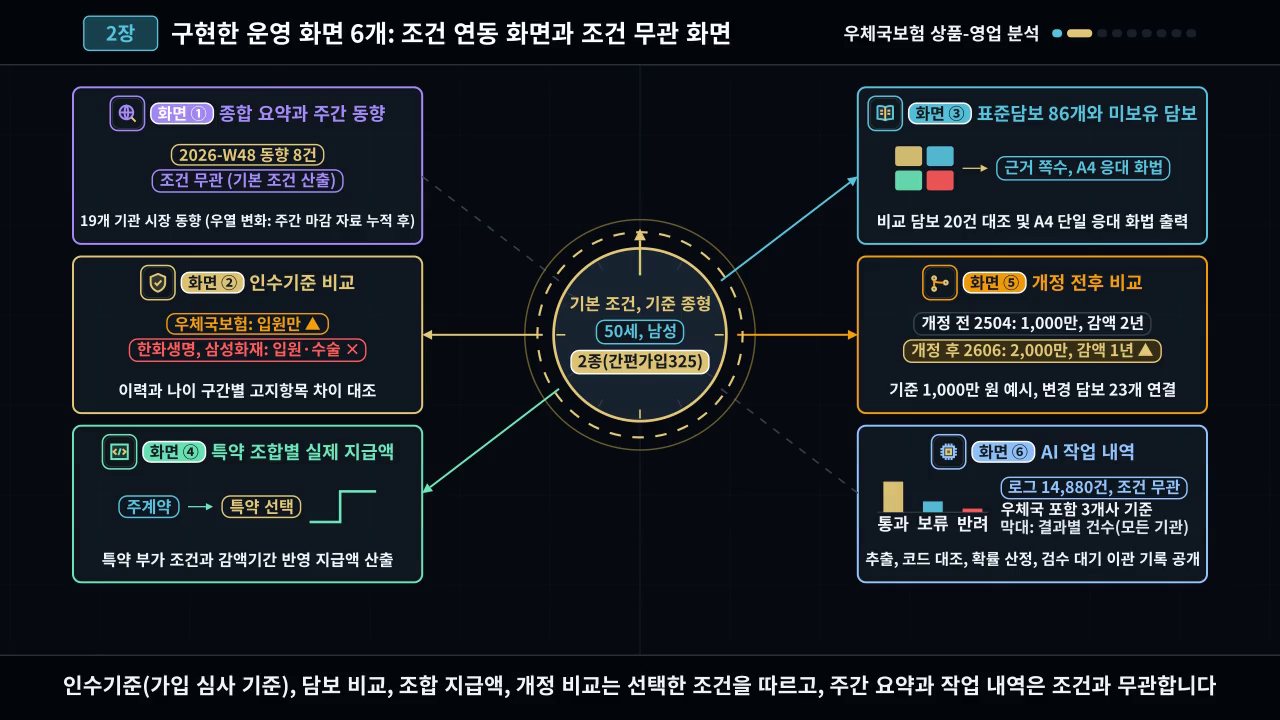 2장
구현한 운영 화면 6개: 조건 연동 화면과 조건 무관 화면
우체국보험 상품-영업 분석
화면 ① 종합 요약과 주간 동향
2026-W48 동향 8건
조건 무관 (기본 조건 산출)
19개 기관 시장 동향 (우열 변화: 주간 마감 자료 누적 후)
화면 ② 인수기준 비교
우체국보험: 입원만 ▲
한화생명, 삼성화재: 입원·수술 ✕
이력과 나이 구간별 고지항목 차이 대조
화면 ④ 특약 조합별 실제 지급액
주계약
특약 선택
특약 부가 조건과 감액기간 반영 지급액 산출
기본 조건, 기준 종형
50세, 남성
2종(간편가입325)
화면 ③ 표준담보 86개와 미보유 담보
근거 쪽수, A4 응대 화법
비교 담보 20건 대조 및 A4 단일 응대 화법 출력
화면 ⑤ 개정 전후 비교
개정 전 2504: 1,000만, 감액 2년
개정 후 2606: 2,000만, 감액 1년 ▲
기준 1,000만 원 예시, 변경 담보 23개 연결
화면 ⑥ AI 작업 내역
로그 14,880건, 조건 무관
우체국 포함 3개사 기준
막대: 결과별 건수(모든 기관)
통과 보류 반려
추출, 코드 대조, 확률 산정, 검수 대기 이관 기록 공개
인수기준(가입 심사 기준), 담보 비교, 조합 지급액, 개정 비교는 선택한 조건을 따르고, 주간 요약과 작업 내역은 조건과 무관합니다